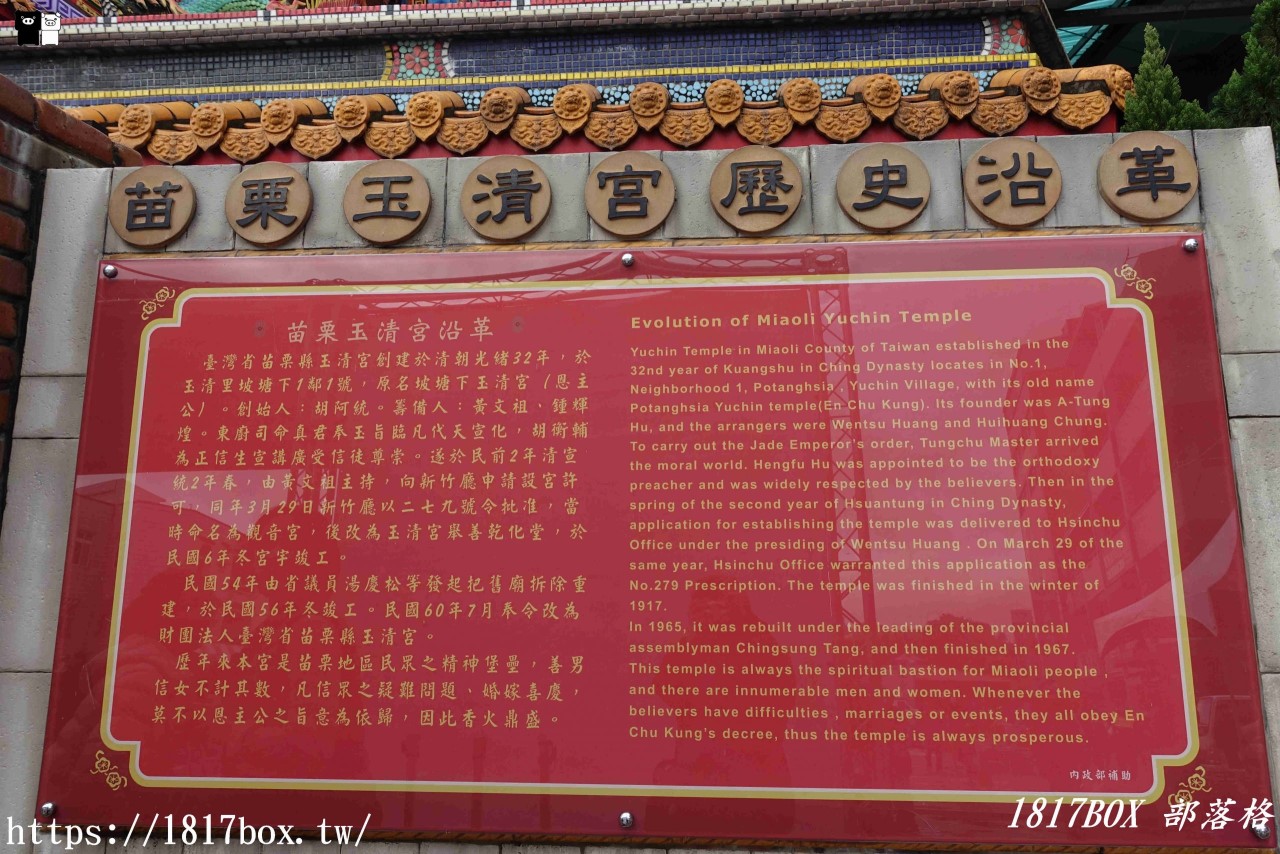 苗栗玉清宮歷史沿革
苗栗玉清宮沿革
臺灣省苗栗縣玉清宮創建於清朝光緒32年，於
玉清里坡塘下1鄰1號，原名坡塘下玉清宮（恩主
公）。創始人：胡阿統。籌備人：黃文祖、鍾輝
煌。東廚司命真君奉玉旨臨凡代天宣化，胡衡輔
為正信生宣講廣受信徒尊崇。遂於民前2年清宣
統2年春，由黃文祖主持，向新竹廳申請設宮許
可，同年3月29日新竹廳以二七九號令批准，當
時命名為觀音宮，後改為玉清宮舉善乾化堂，於
民國6年冬宮宇竣工。
民國54年由省議員湯慶松等發起把舊廟拆除重
建，於民國56年冬竣工。民國60年7月奉令改為
財團法人臺灣省苗栗縣玉清宮。
歷年來本宮是苗栗地區民眾之精神堡壘，善男
信女不計其數，凡信眾之疑難問題、婚嫁喜慶，
莫不以恩主公之旨意為依歸，因此香火鼎盛。
Evolution of Miaoli Yuchin Temple
Yuchin Temple in Miaoli County of Taiwan established in the
32nd year of Kuangshu in Ching Dynasty locates in No.1,
Neighborhood 1, Potanghsia , Yuchin Village, with its old name
Potanghsia Yuchin temple(En Chu Kung). Its founder was A-Tung
Hu, and the arrangers were Wentsu Huang and Huihuang Chung.
To carry out the Jade Emperor's order, Tungchu Master arrived
the moral world. Hengfu Hu was appointed to be the orthodoxy
preacher and was widely respected by the believers. Then in the
spring of the second year of Hsuantung in Ching Dynasty,
application for establishing the temple was delivered to Hsinchu
Office under the presiding of Wentsu Huang . On March 29 of the
same year, Hsinchu Office warranted this application as the
No.279 Prescription. The temple was finished in the winter of
1917.
In 1965, it was rebuilt under the leading of the provincial
assemblyman Chingsung Tang, and then finished in 1967.
This temple is always the spiritual bastion for Miaoli people ,
and there are innumerable men and women. Whenever the
believers have difficulties , marriages or events, they all obey En
Chu Kung's decree, thus the temple is always prosperous.
內政部補助
https://1817box.tw/
1817BOX 部落格